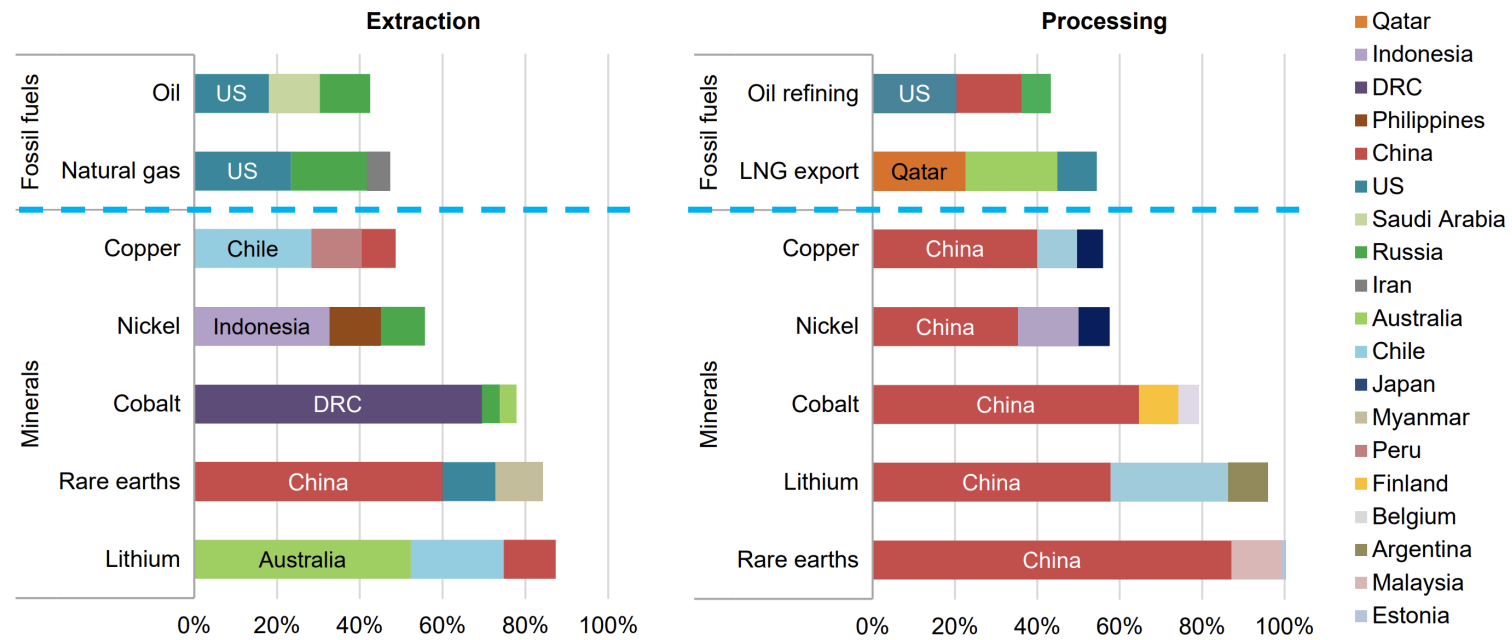 Extraction
Fossil fuels
Oil
US
Natural gas
US
Minerals
Copper
Chile
Nickel
Indonesia
Cobalt
DRC
Rare earths
China
Lithium
Australia
0% 20% 40% 60% 80% 100%
Processing
Fossil fuels
Oil refining
US
LNG export
Qatar
Minerals
Copper
China
Nickel
China
Cobalt
China
Lithium
China
Rare earths
China
0% 20% 40% 60% 80% 100%
Qatar
Indonesia
DRC
Philippines
China
US
Saudi Arabia
Russia
Iran
Australia
Chile
Japan
Myanmar
Peru
Finland
Belgium
Argentina
Malaysia
Estonia